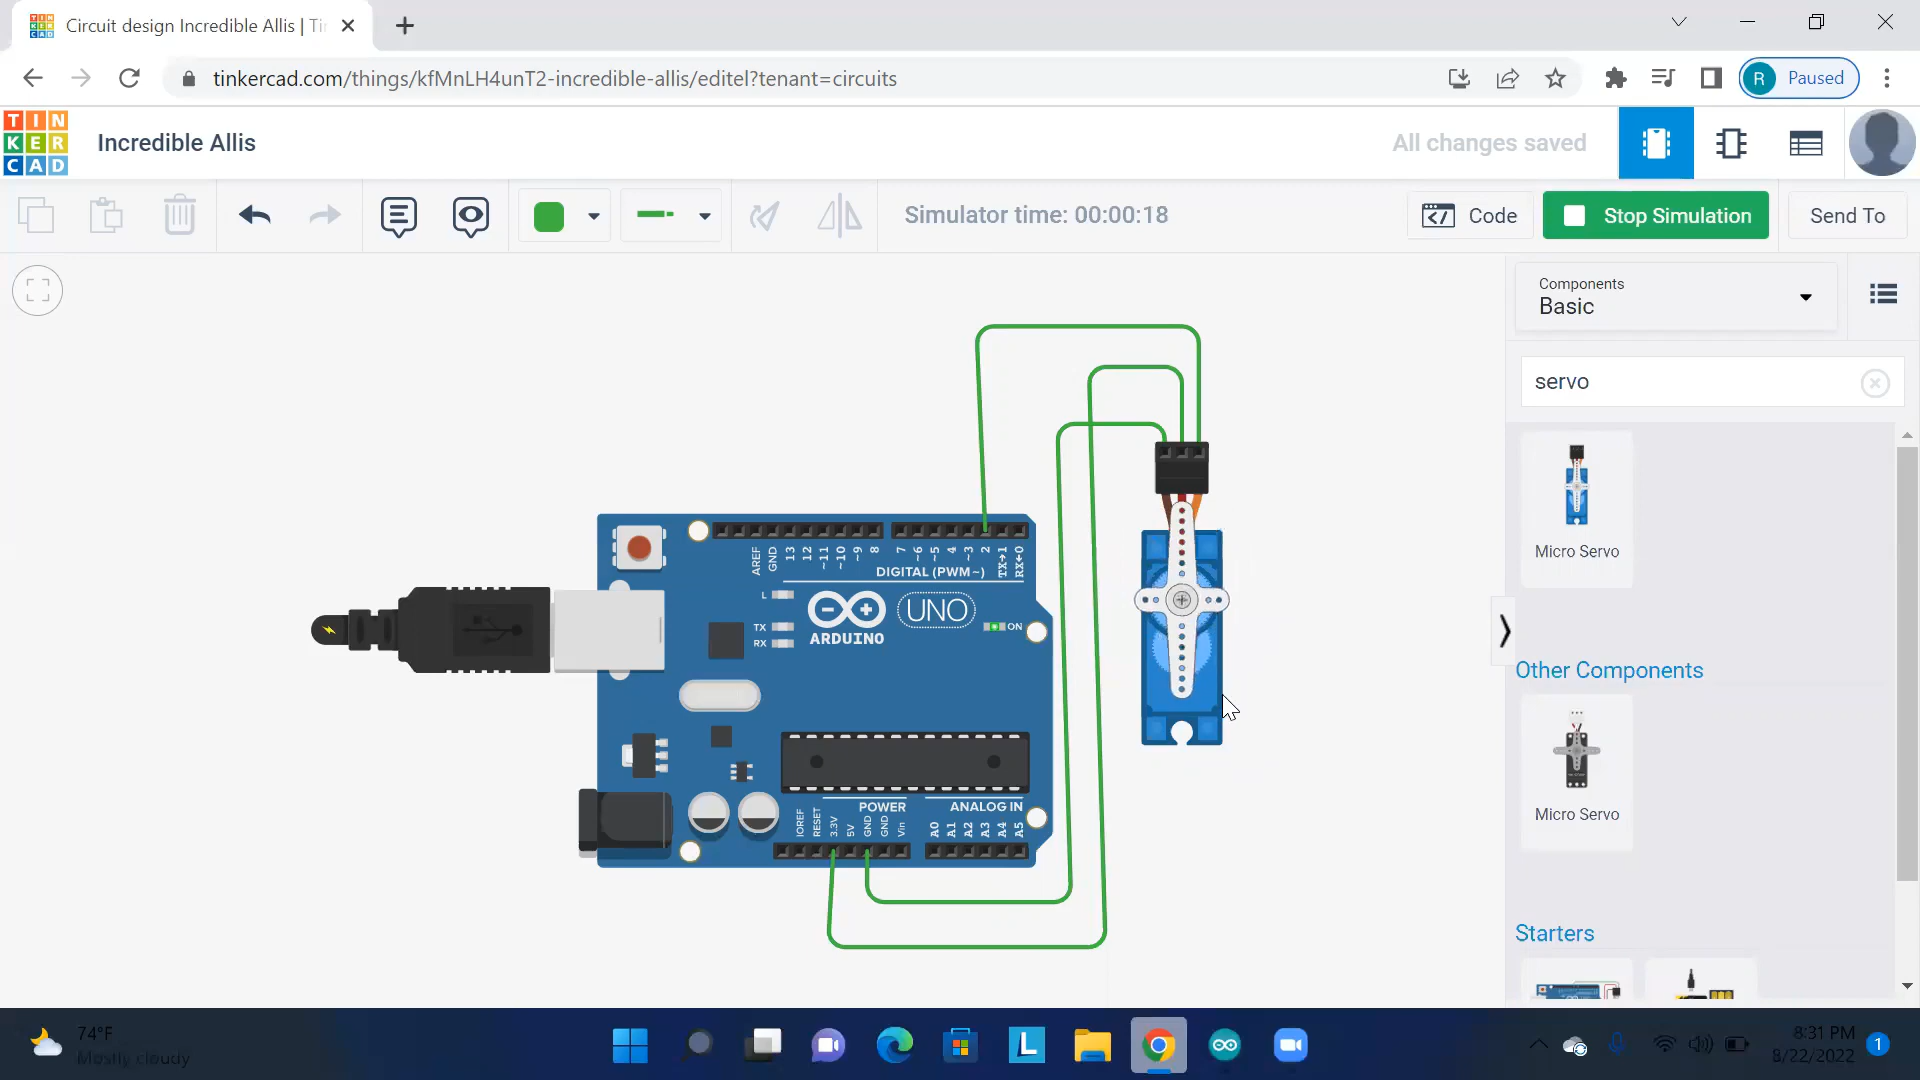 Circuit design Incredible Allis | Ti
tinkercad.com/things/kfMnLH4unT2-incredible-allis/editel?tenant=circuits
R Paused
TIN
KER
CAD
Incredible Allis
All changes saved
Simulator time: 00:00:18
Code
Stop Simulation
Send To
Components
Basic
servo
Micro Servo
Other Components
Micro Servo
Starters
AREF
GND
13
12
~11
~10
~9
8
7
~6
~5
4
~3
2
TX→1
RX←0
DIGITAL (PWM~)
L
TX
RX
ARDUINO
UNO
ON
POWER
ANALOG IN
IOREF
RESET
3.3V
5V
GND
GND
Vin
A0
A1
A2
A3
A4
A5
74°F
Mostly cloudy
L
8:31 PM
8/22/2022
1